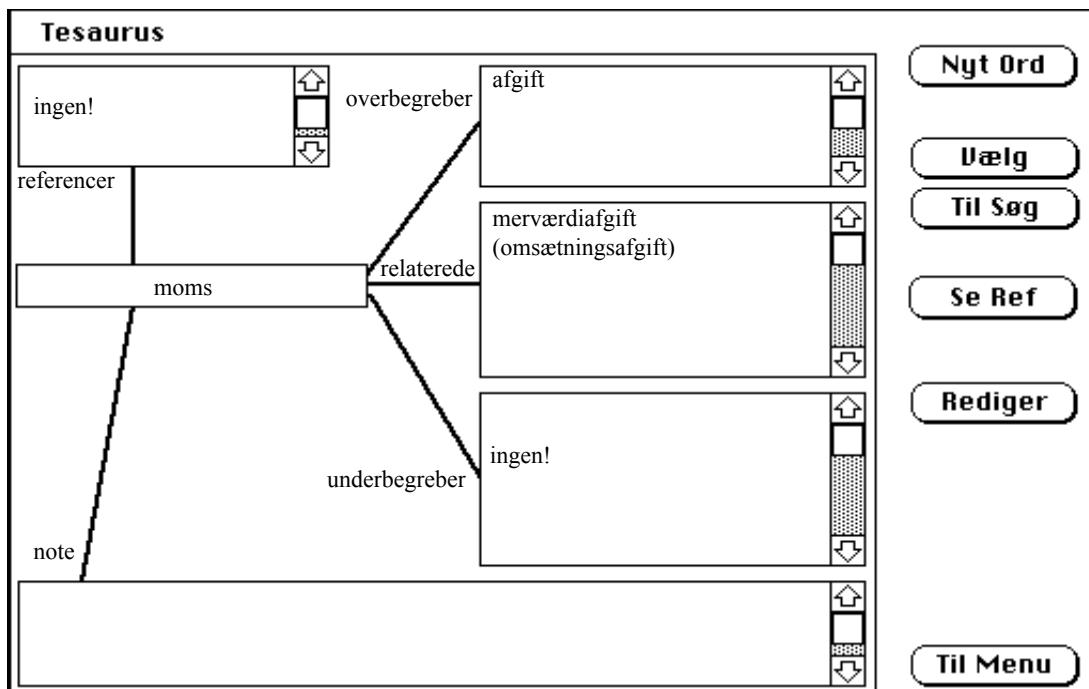 Tesaurus
ingen!
referencer
overbegreber
afgift
moms
relaterede
merværdiafgift
(omsætningsafgift)
underbegreber
ingen!
note
Nyt Ord
Vælg
Til Søg
Se Ref
Rediger
Til Menu